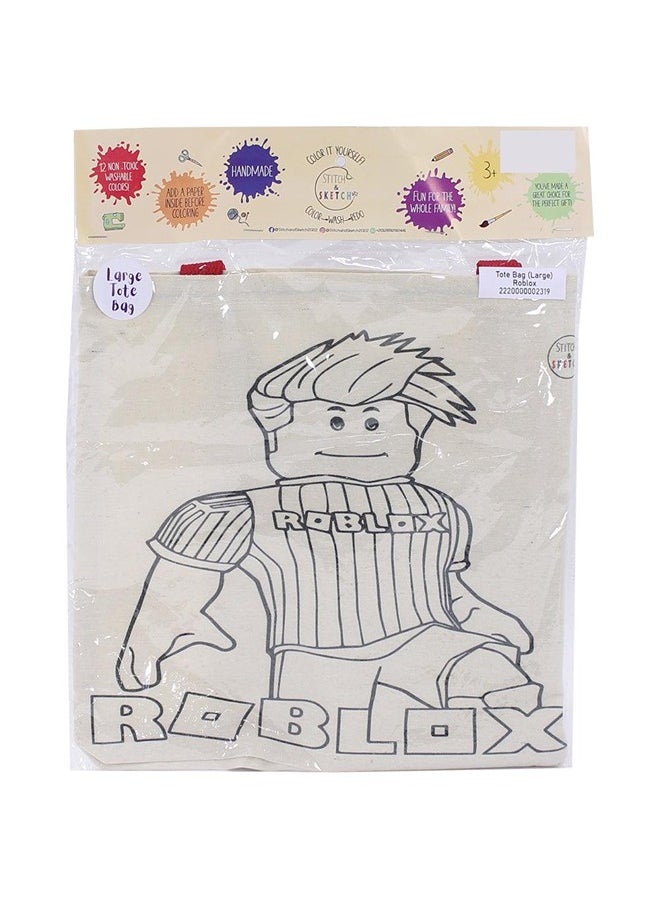 12 NON-TOXIC
WASHABLE
COLORS!
ADD A PAPER
INSIDE BEFORE
COLORING
HANDMADE
COLOR IT YOURSELF!
STITCH
&
SKETCH
COLOR WASH REDO
FUN FOR THE
WHOLE FAMILY!
3+
YOU'VE MADE A
GREAT CHOICE FOR
THE PERFECT GIFT!
Large
Tote
Bag
Tote Bag (Large)
Roblox
2220000002319
STITC
&
SKETC
ROBLOX
ROBLOX